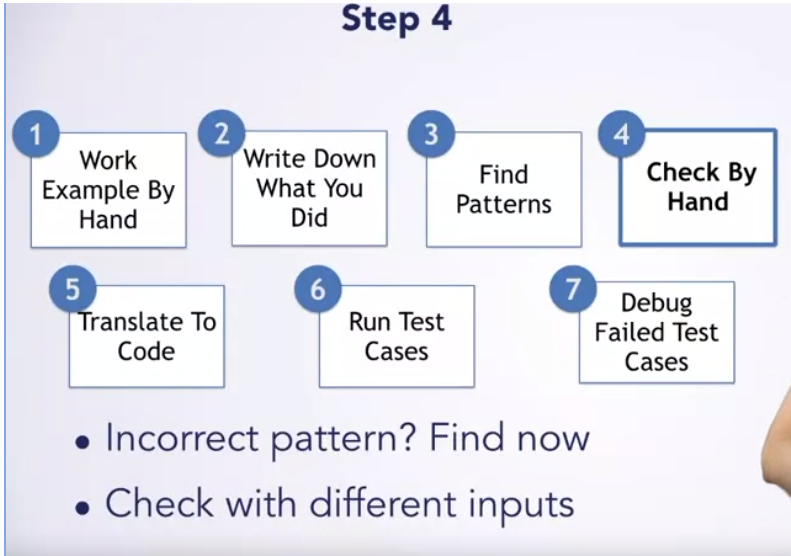 Step 4
1
Work
Example By
Hand
2
Write Down
What You
Did
3
Find
Patterns
4
Check By
Hand
5
Translate To
Code
6
Run Test
Cases
7
Debug
Failed Test
Cases
• Incorrect pattern? Find now
• Check with different inputs